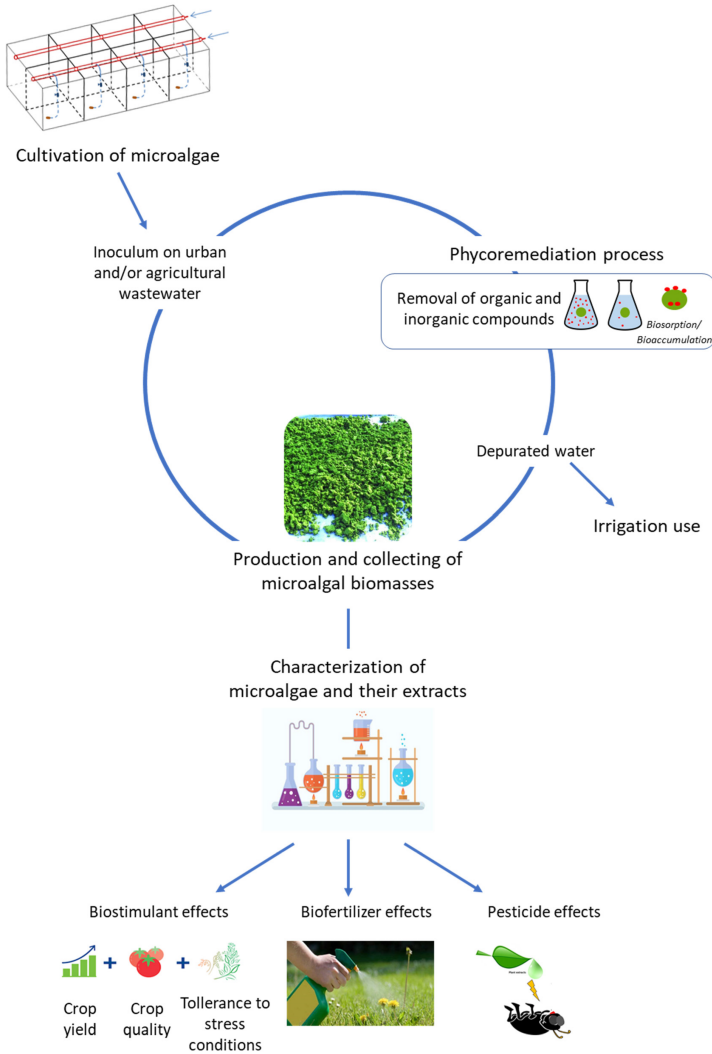 Cultivation of microalgae
Inoculum on urban
and/or agricultural
wastewater
Phycoremediation process
Removal of organic and
inorganic compounds
Biosorption/
Bioaccumulation
Depurated water
Irrigation use
Production and collecting of
microalgal biomasses
Characterization of
microalgae and their extracts
Biostimulant effects
Biofertilizer effects
Pesticide effects
Plant extracts
Crop
yield
Crop
quality
Tollerance to
stress
conditions